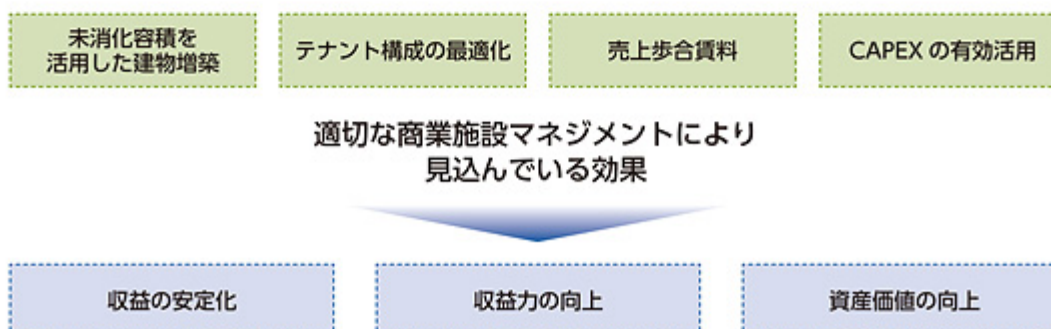 未消化容積を
活用した建物増築
テナント構成の最適化
売上歩合賃料
CAPEX の有効活用
適切な商業施設マネジメントにより
見込んでいる効果
収益の安定化
収益力の向上
資産価値の向上